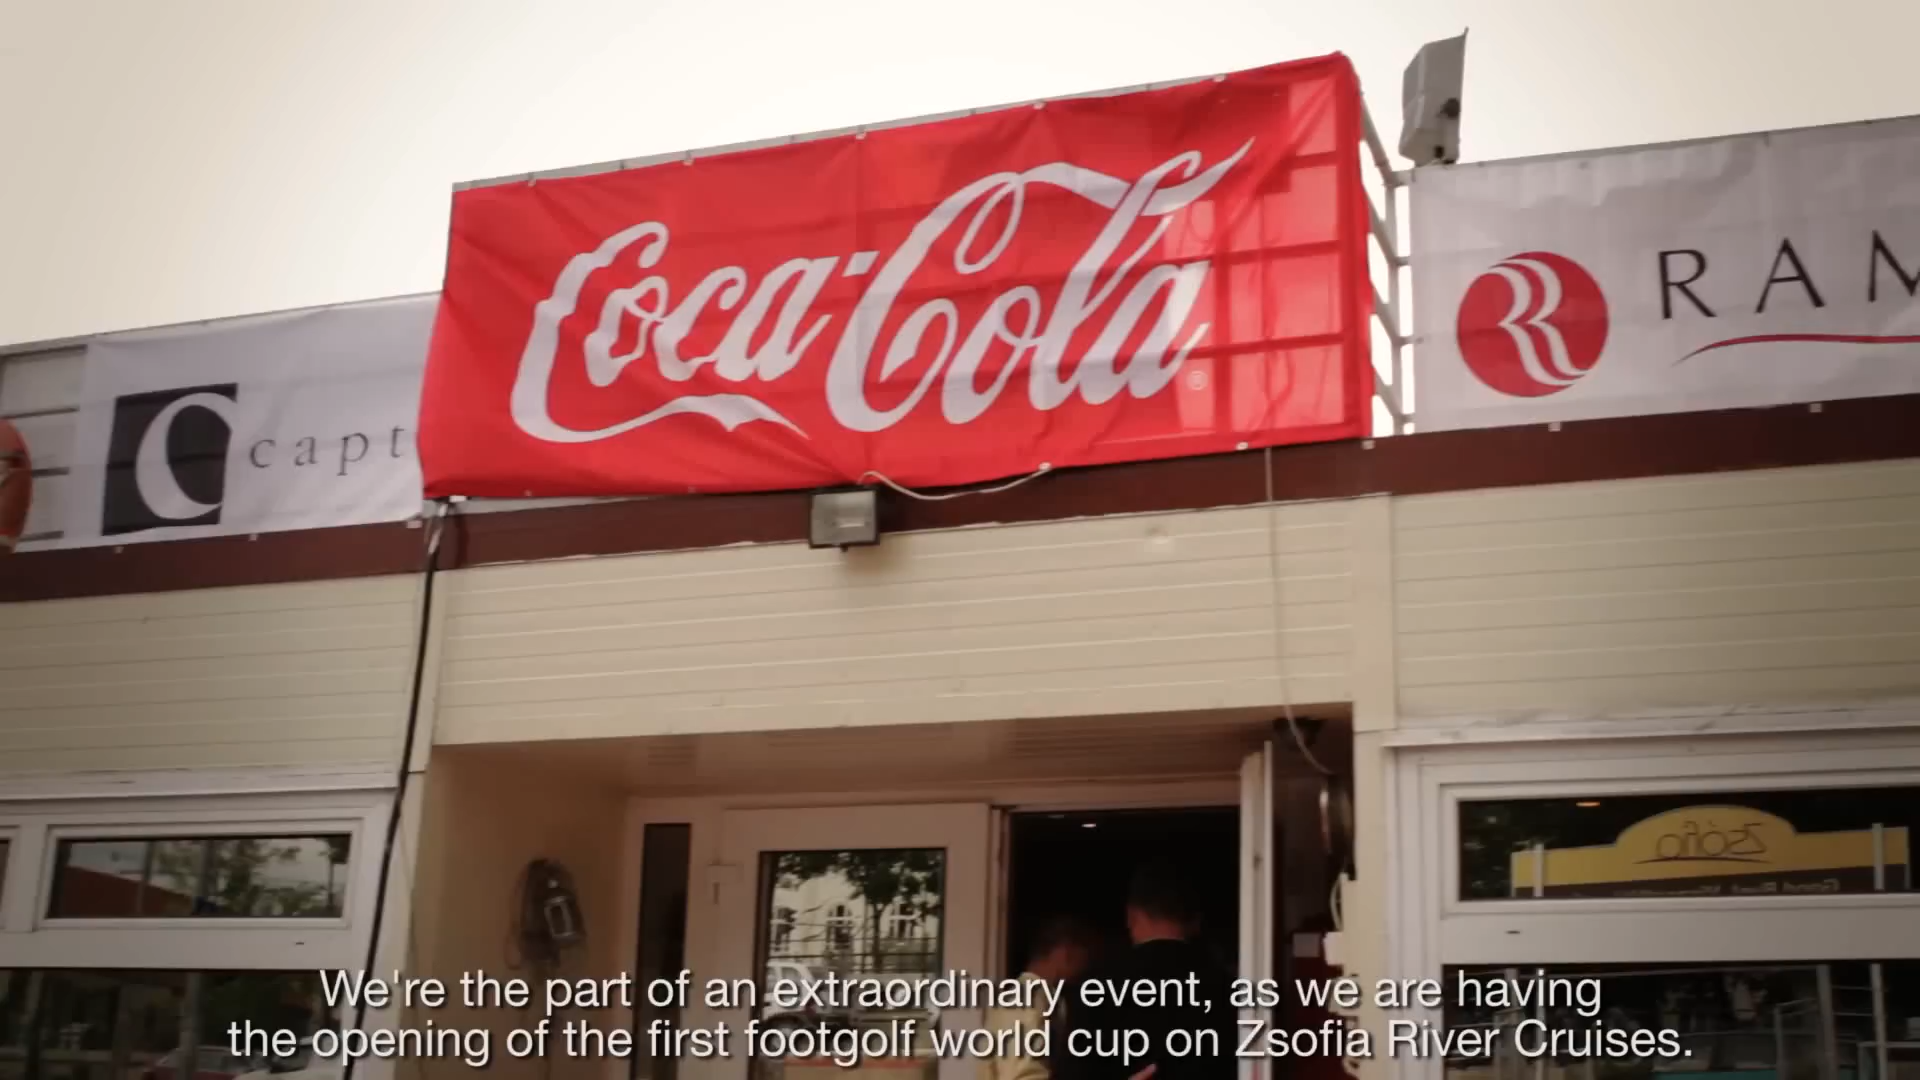 Coca-Cola
®
capt
RAM
Zsófia
We're the part of an extraordinary event, as we are having
the opening of the first footgolf world cup on Zsofia River Cruises.